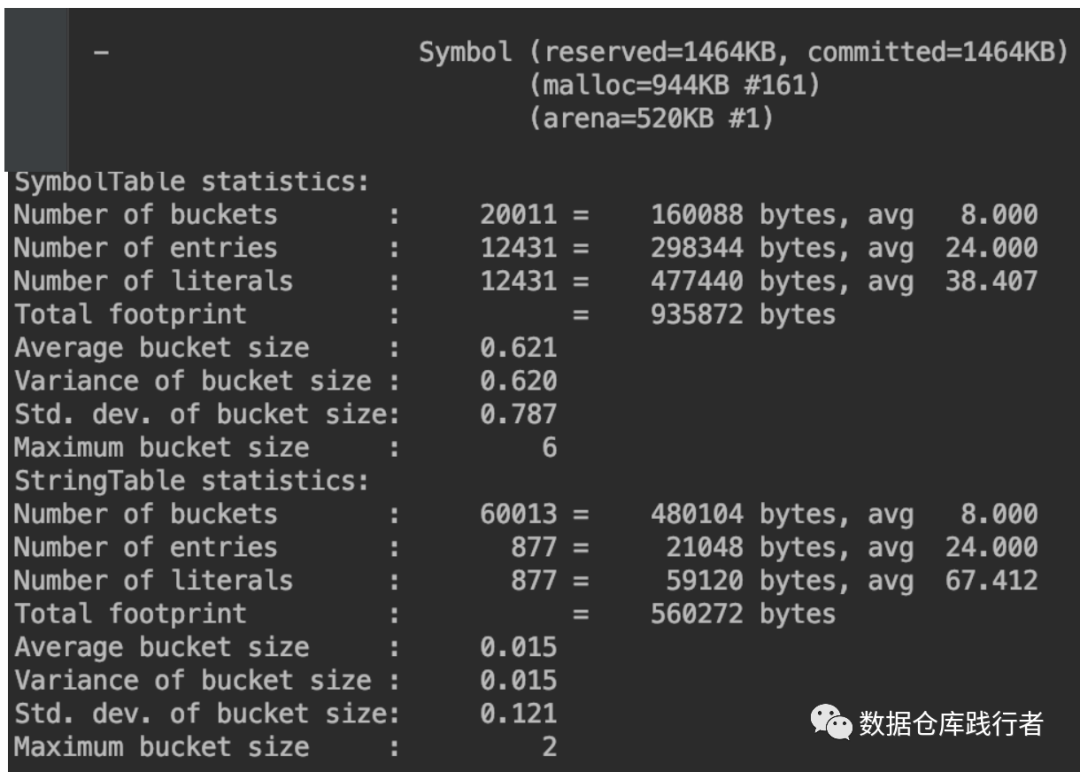 -                    Symbol (reserved=1464KB, committed=1464KB)
                            (malloc=944KB #161)
                            (arena=520KB #1)
SymbolTable statistics:
Number of buckets       :     20011 =    160088 bytes, avg   8.000
Number of entries       :     12431 =    298344 bytes, avg  24.000
Number of literals      :     12431 =    477440 bytes, avg  38.407
Total footprint         :           =    935872 bytes
Average bucket size     :     0.621
Variance of bucket size :     0.620
Std. dev. of bucket size:     0.787
Maximum bucket size     :         6
StringTable statistics:
Number of buckets       :     60013 =    480104 bytes, avg   8.000
Number of entries       :       877 =     21048 bytes, avg  24.000
Number of literals      :       877 =     59120 bytes, avg  67.412
Total footprint         :           =    560272 bytes
Average bucket size     :     0.015
Variance of bucket size :     0.015
Std. dev. of bucket size:     0.121
Maximum bucket size     :         2
数据仓库践行者